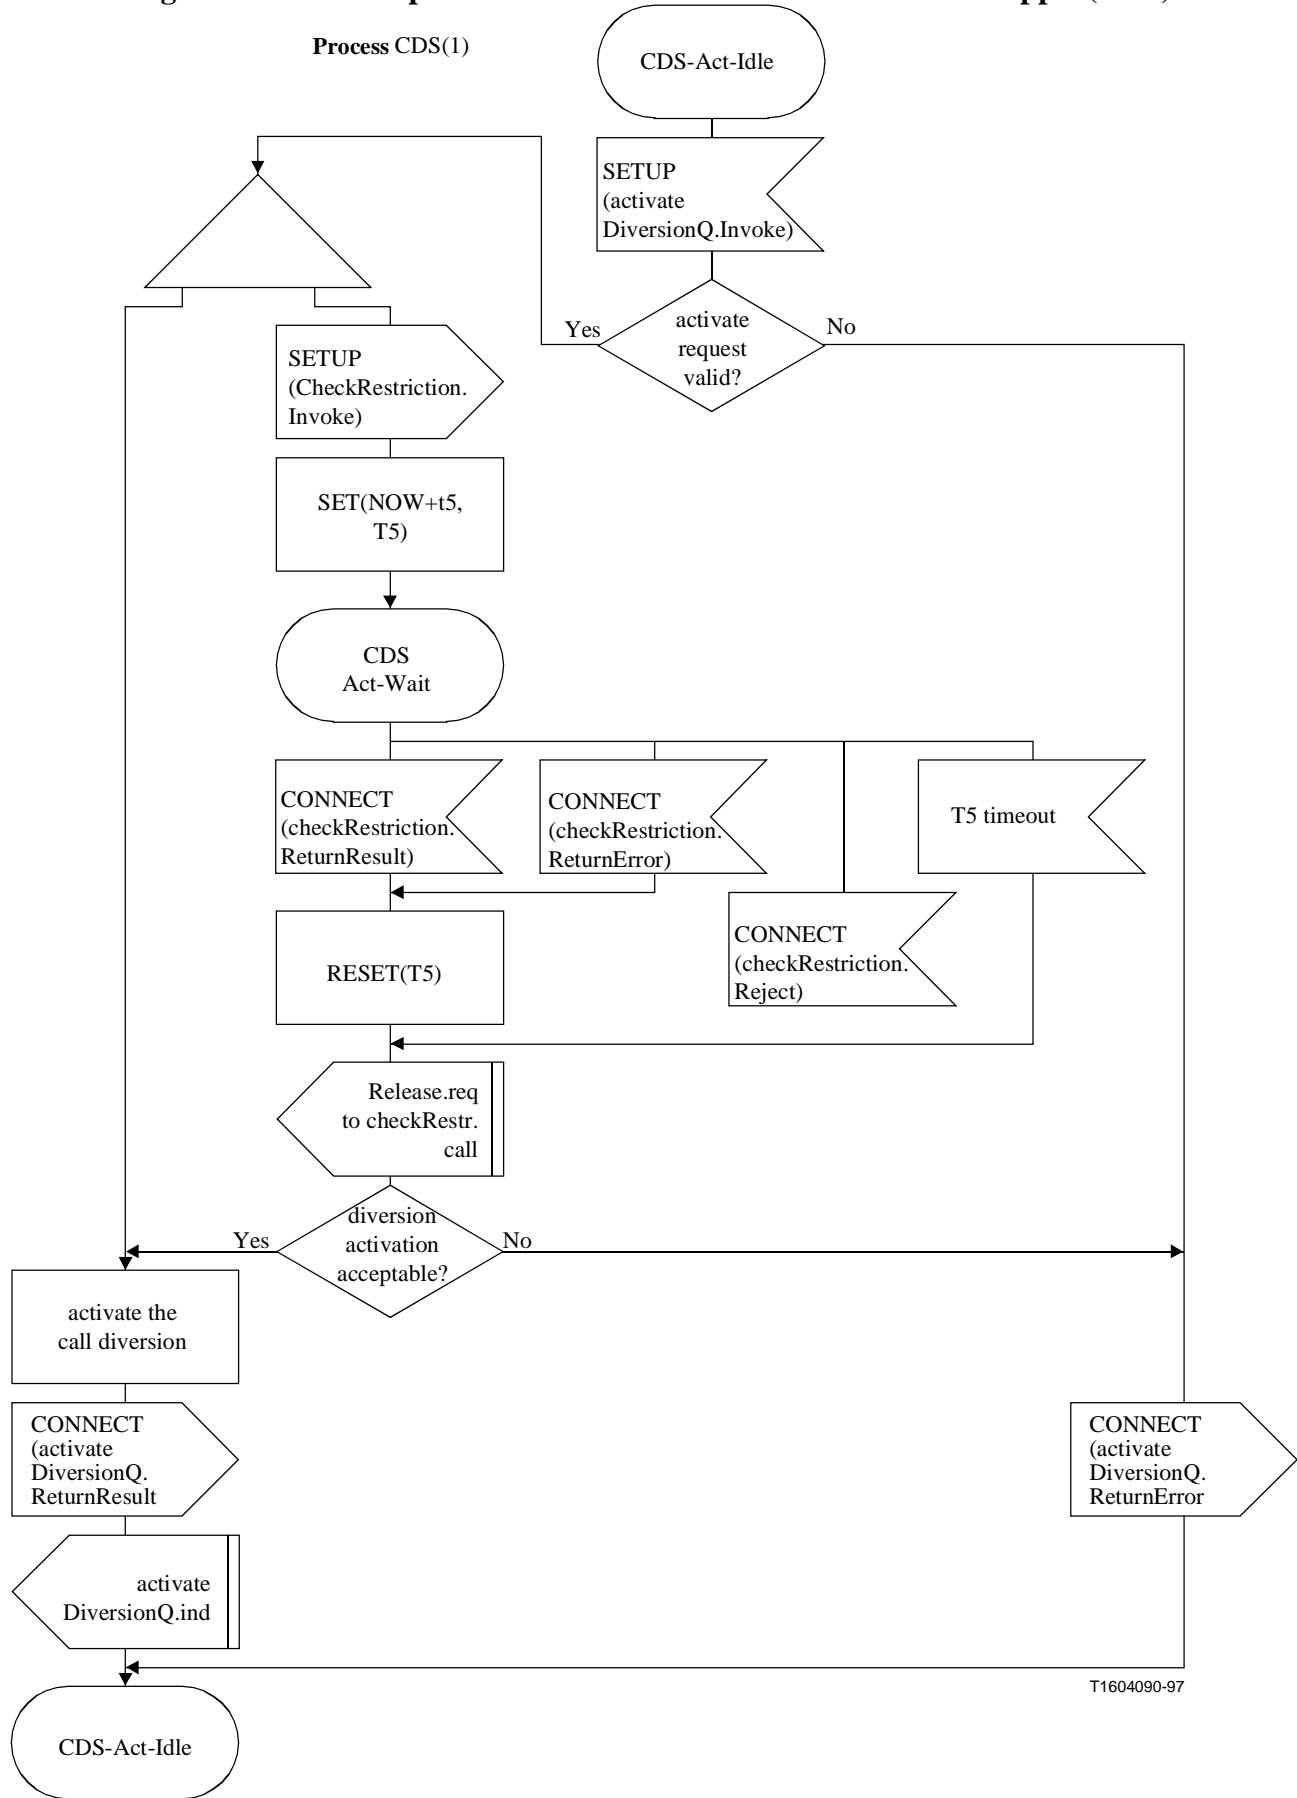 Process CDS(1)
CDS-Act-Idle
SETUP
(activate
DiversionQ.Invoke)
activate
request
valid?
Yes
No
SETUP
(CheckRestriction.
Invoke)
SET(NOW+t5,
T5)
CDS
Act-Wait
CONNECT
(checkRestriction.
ReturnResult)
CONNECT
(checkRestriction.
ReturnError)
CONNECT
(checkRestriction.
Reject)
T5 timeout
RESET(T5)
Release.req
to checkRestr.
call
diversion
activation
acceptable?
Yes
No
activate the
call diversion
CONNECT
(activate
DiversionQ.
ReturnResult
CONNECT
(activate
DiversionQ.
ReturnError
activate
DiversionQ.ind
T1604090-97
CDS-Act-Idle